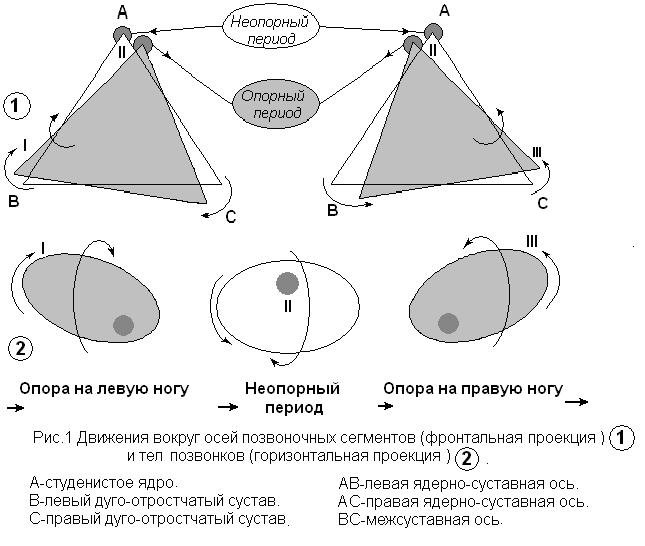 A
Неопорный
период
A
II
II
Опорный
период
1
I
III
B
C
B
C
I
II
III
2
Опора на левую ногу
Неопорный
период
Опора на правую ногу
Рис.1 Движения вокруг осей позвоночных сегментов (фронтальная проекция) 1
и тел позвонков (горизонтальная проекция) 2 .
А-студенистое ядро.
В-левый дуго-отростчатый сустав.
С-правый дуго-отростчатый сустав.
АВ-левая ядерно-суставная ось.
АС-правая ядерно-суставная ось.
ВС-межсуставная ось.